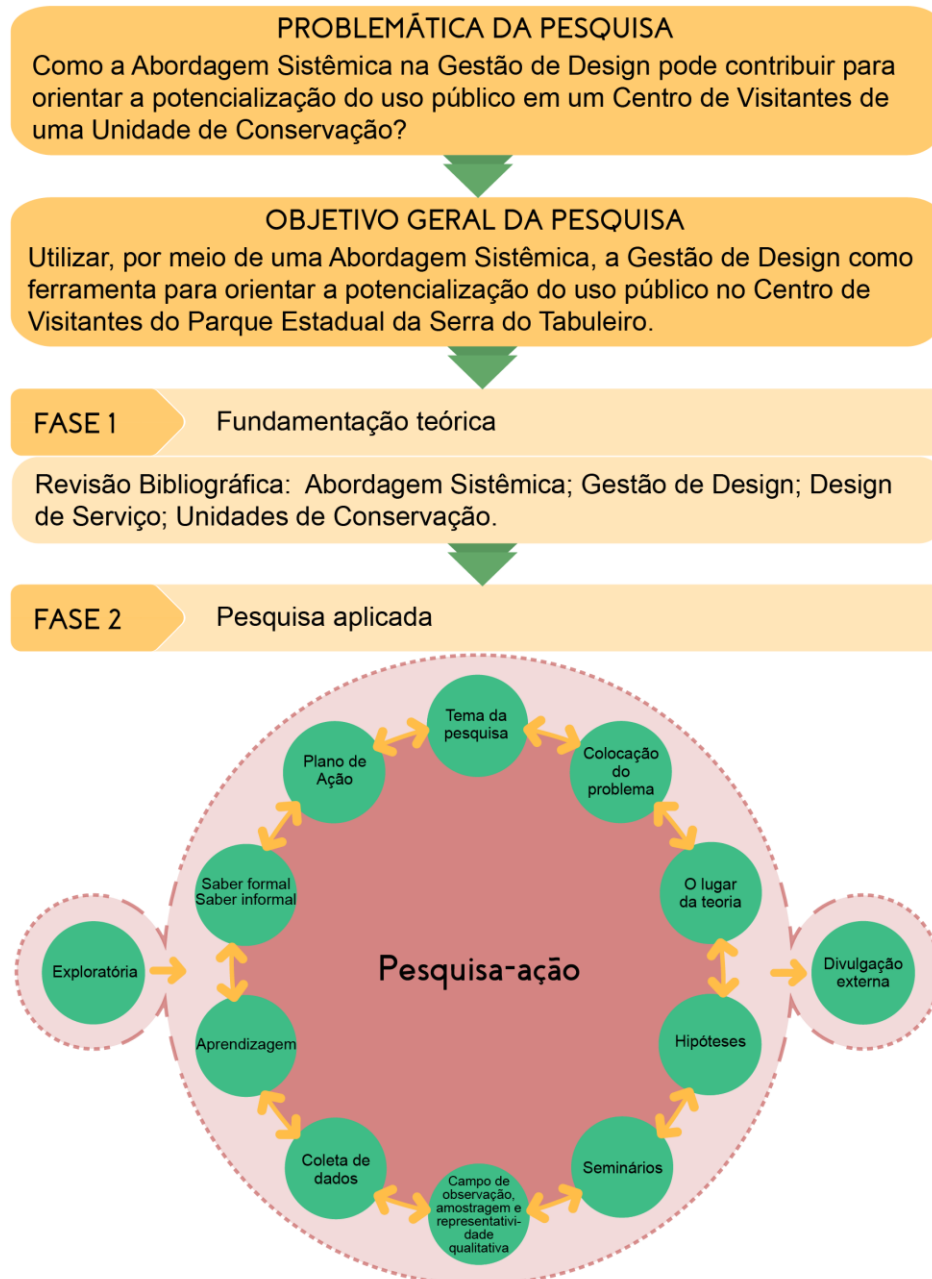 PROBLEMÁTICA DA PESQUISA
Como a Abordagem Sistêmica na Gestão de Design pode contribuir para
orientar a potencialização do uso público em um Centro de Visitantes de
uma Unidade de Conservação?
OBJETIVO GERAL DA PESQUISA
Utilizar, por meio de uma Abordagem Sistêmica, a Gestão de Design como
ferramenta para orientar a potencialização do uso público no Centro de
Visitantes do Parque Estadual da Serra do Tabuleiro.
FASE 1
Fundamentação teórica
Revisão Bibliográfica: Abordagem Sistêmica; Gestão de Design; Design
de Serviço; Unidades de Conservação.
FASE 2
Pesquisa aplicada
Tema da
pesquisa
Colocação
do
problema
O lugar
da teoria
Hipóteses
Seminários
Campo de
observação,
amostragem e
representativi-
dade
qualitativa
Coleta de
dados
Aprendizagem
Saber formal
Saber informal
Plano de
Ação
Exploratória
Pesquisa-ação
Divulgação
externa